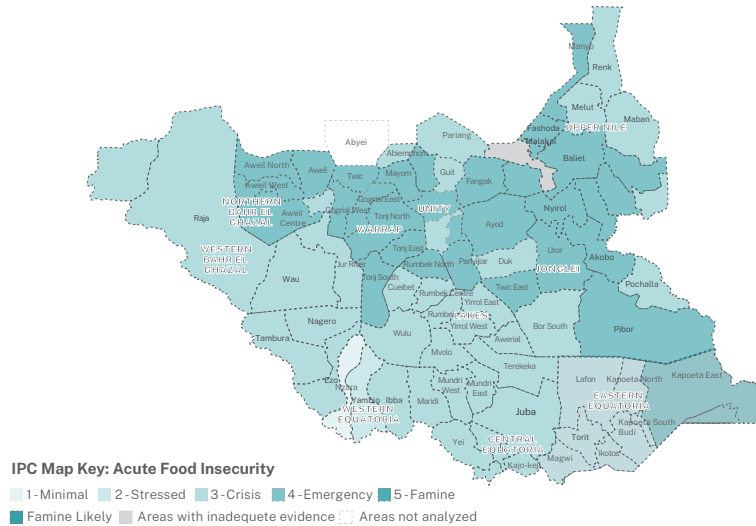 Manyo
Renk
Melut
Maban
Fashoda
UPPER NILE
Malakal
Pariang
Abyei
Abiemnhom
Baliet
Aweil North
Aweil
Twic
Mayom
Guit
Fangak
Aweil West
Gogrial East
NORTHERN
BAHR EL
GHAZAL
Aweil
Centre
Gogrial West
UNITY
Nyirol
Raja
Tonj North
WARRAP
Ayod
WESTERN
BAHR EL
GHAZAL
Tonj East
Uror
Jur River
Rumbek North
Panyijiar
Duk
JONGLEI
Akobo
Wau
Tonj South
Cueibet
Rumbek Centre
Twic East
Pochalla
Yirrol East
Nagero
Rumbek
LAKES
Yirrol West
Bor South
Pibor
Tambura
Wulu
Awerial
Mvolo
Terekeka
Ezo
Nzara
Mundri
West
Mundri
East
Lafon
Kapoeta North
Kapoeta East
Yambio
Ibba
Maridi
EASTERN
EQUATORIA
WESTERN
EQUATORIA
Juba
Kapoeta South
Budi
Yei
CENTRAL
EQUATORIA
Torit
Ikotos
Kajo-keji
Magwi
IPC Map Key: Acute Food Insecurity
1 - Minimal 2 - Stressed 3 - Crisis 4 - Emergency 5 - Famine
Famine Likely Areas with inadequete evidence Areas not analyzed